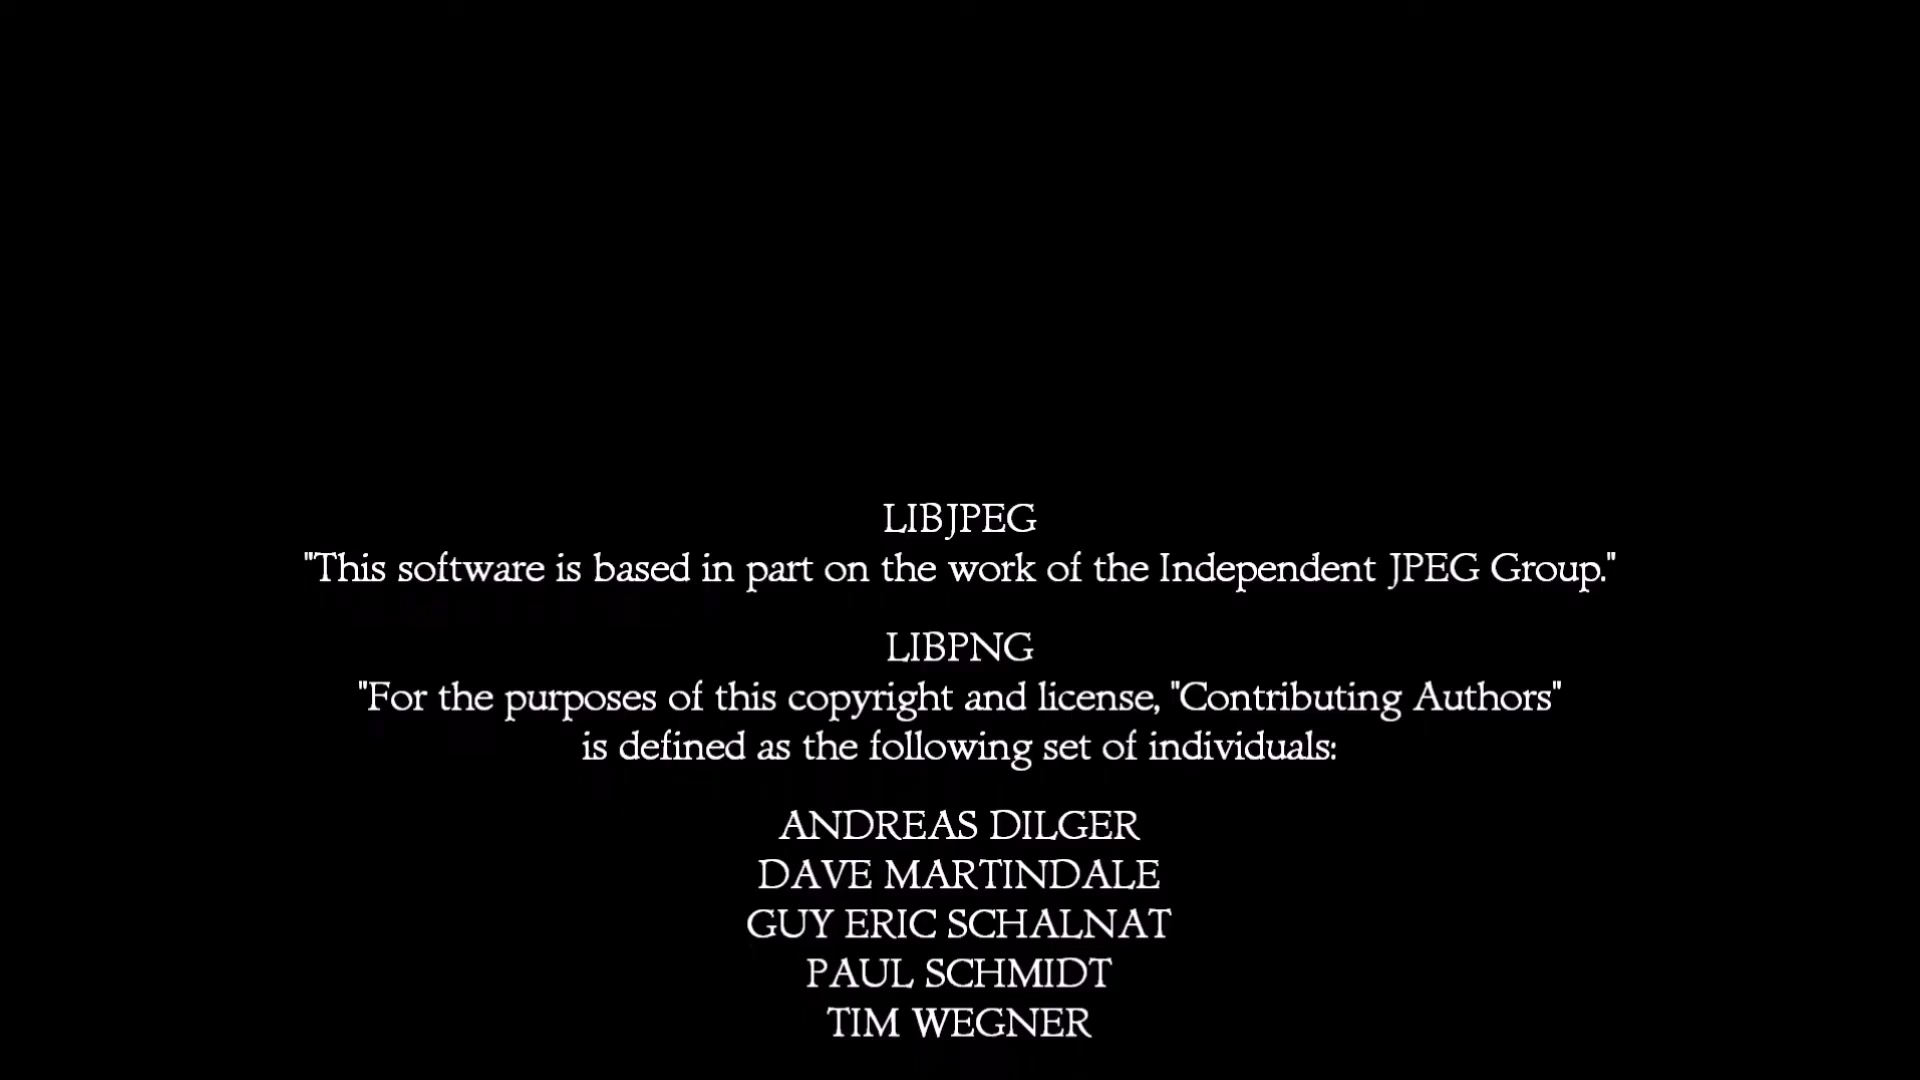 LIBJPEG
"This software is based in part on the work of the Independent JPEG Group."
LIBPNG
"For the purposes of this copyright and license, "Contributing Authors"
is defined as the following set of individuals:
ANDREAS DILGER
DAVE MARTINDALE
GUY ERIC SCHALNAT
PAUL SCHMIDT
TIM WEGNER